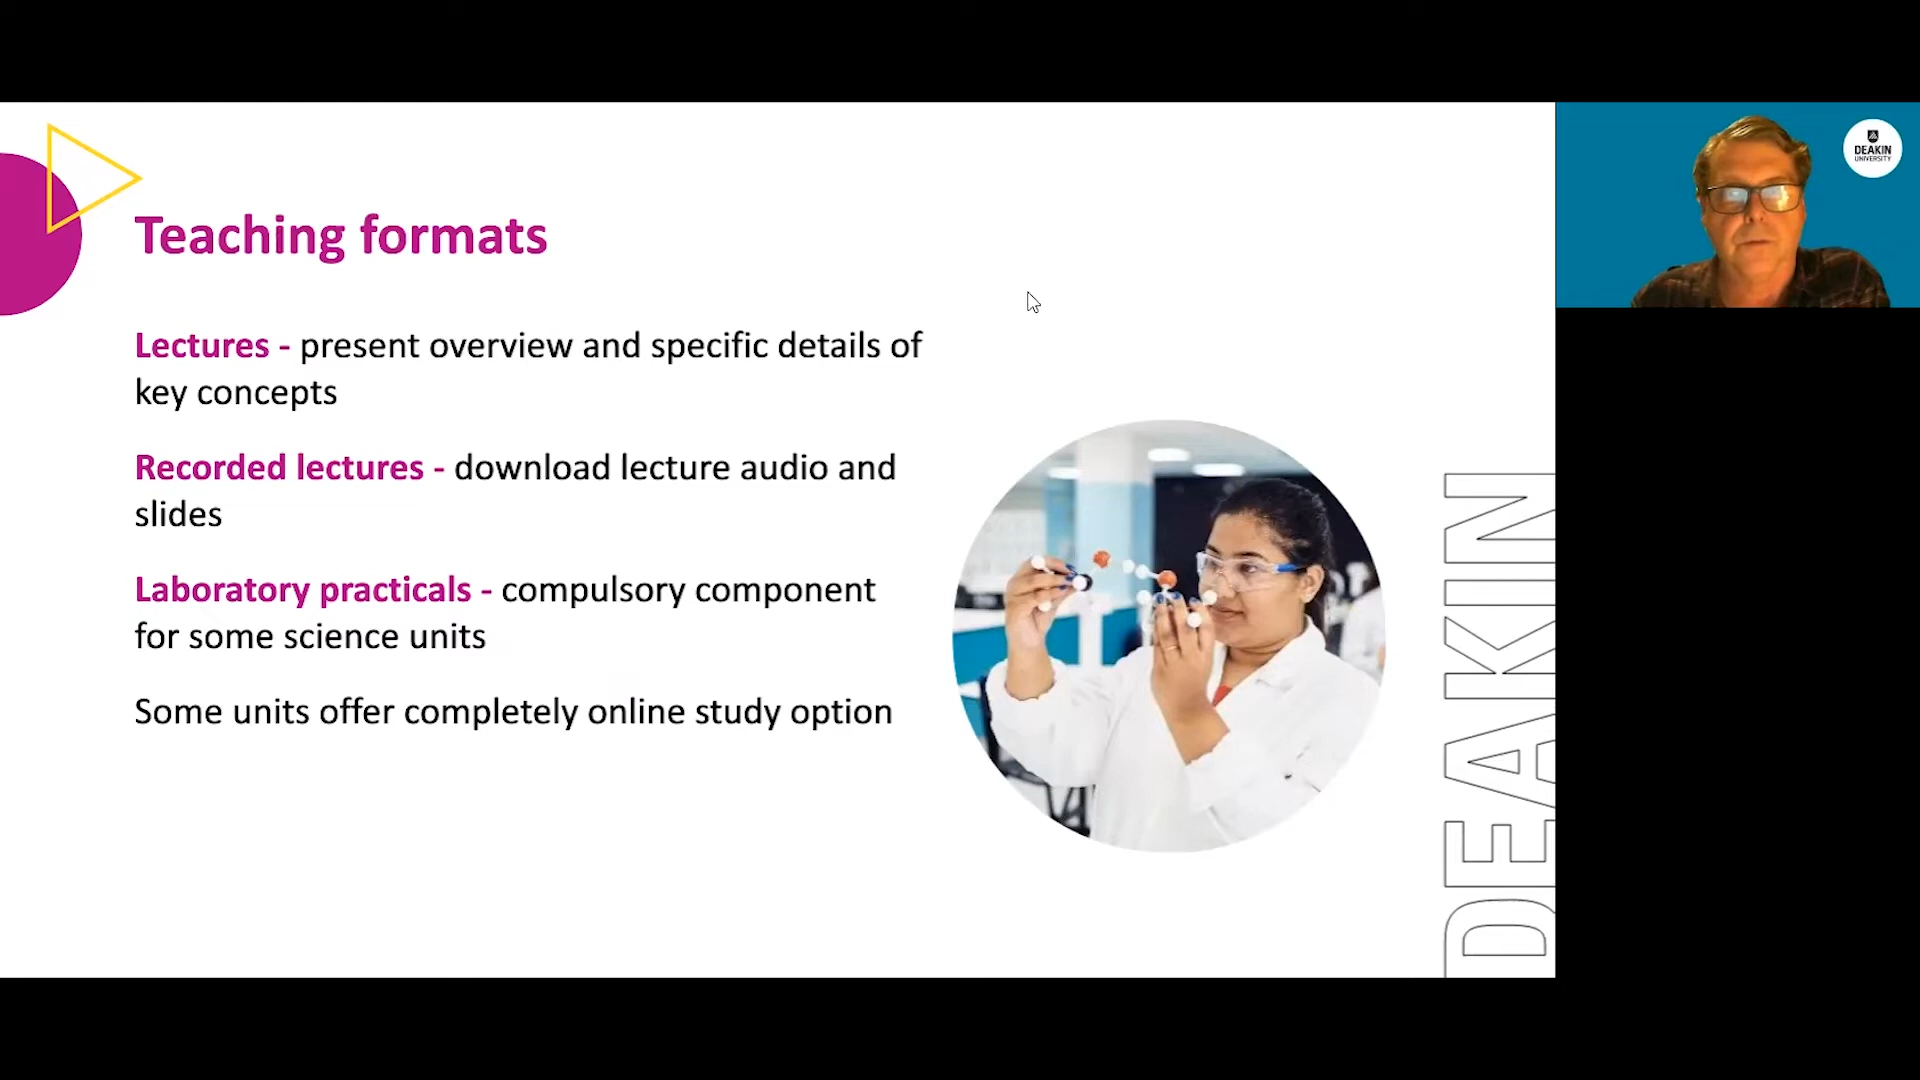 Teaching formats
Lectures - present overview and specific details of
key concepts
Recorded lectures - download lecture audio and
slides
Laboratory practicals - compulsory component
for some science units
Some units offer completely online study option
DEAKIN
DEAKIN
UNIVERSITY